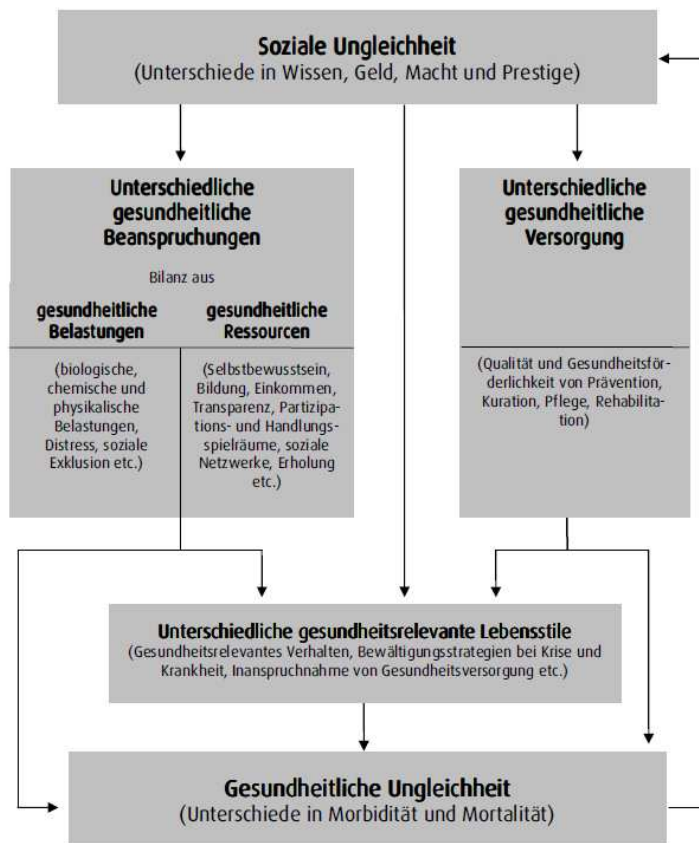 Soziale Ungleichheit
(Unterschiede in Wissen, Geld, Macht und Prestige)
Unterschiedliche
gesundheitliche
Beanspruchungen
Bilanz aus
gesundheitliche
Belastungen
(biologische,
chemische und
physikalische
Belastungen,
Distress, soziale
Exklusion etc.)
gesundheitliche
Ressourcen
(Selbstbewusstsein,
Bildung, Einkommen,
Transparenz, Partizipa-
tions- und Handlungs-
spielräume, soziale
Netzwerke, Erholung
etc.)
Unterschiedliche
gesundheitliche
Versorgung
(Qualität und Gesundheitsför-
derlichkeit von Prävention,
Kuration, Pflege, Rehabilita-
tion)
Unterschiedliche gesundheitsrelevante Lebensstile
(Gesundheitsrelevantes Verhalten, Bewältigungsstrategien bei Krise und
Krankheit, Inanspruchnahme von Gesundheitsversorgung etc.)
Gesundheitliche Ungleichheit
(Unterschiede in Morbidität und Mortalität)